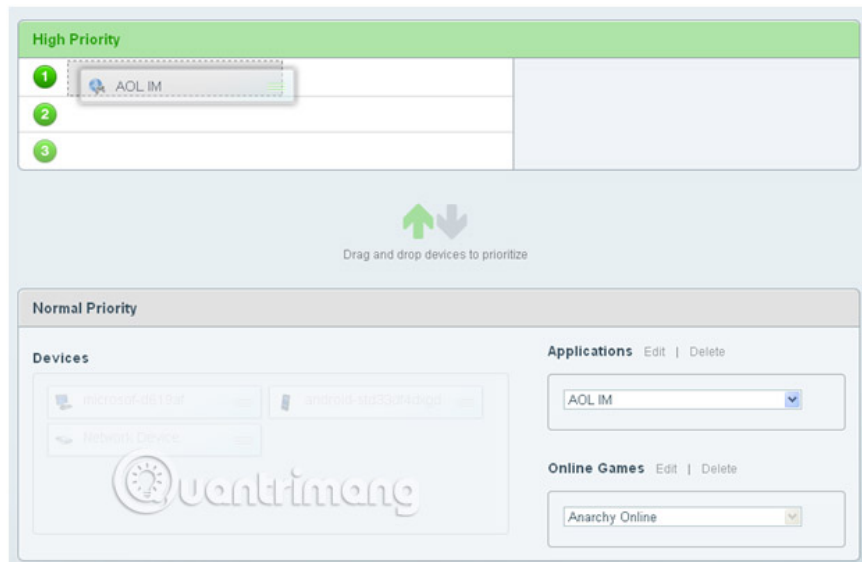 High Priority
1
AOL IM
2
3
Drag and drop devices to prioritize
Normal Priority
Devices
Applications Edit | Delete
AOL IM
Network Device
Online Games Edit | Delete
Anarchy Online
Quantrimang